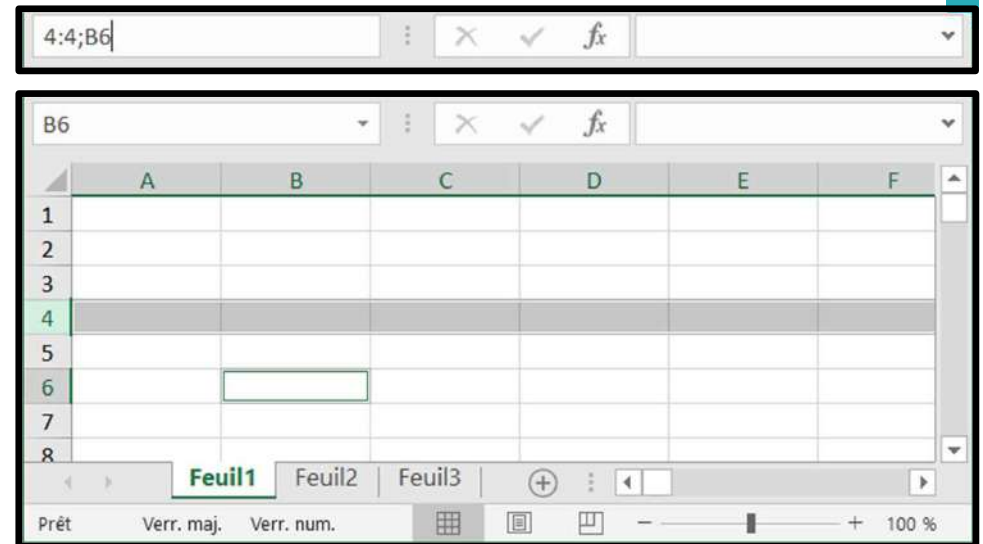 4:4;B6 fx
B6 fx
A B C D E F
1
2
3
4
5
6
7
8
Feuil1 Feuil2 Feuil3
Prêt Verr. maj. Verr. num. - + 100 %